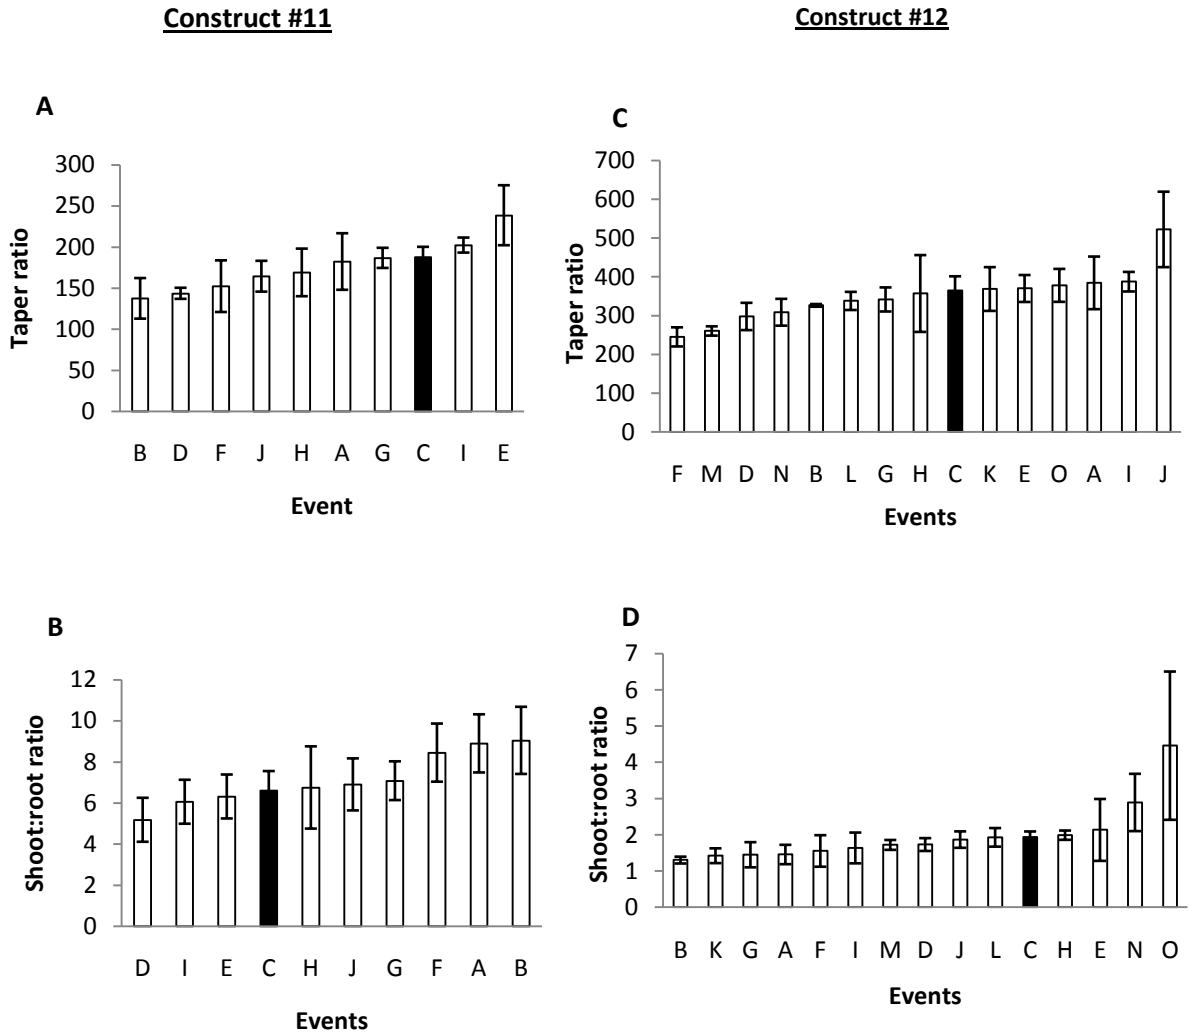 Construct #11
Construct #12
A
300
250
200
150
100
50
0
Taper ratio
B D F J H A G C I E
Event
C
700
600
500
400
300
200
100
0
Taper ratio
F M D N B L G H C K E O A I J
Events
B
12
10
8
6
4
2
0
Shoot:root ratio
D I E C H J G F A B
Events
D
7
6
5
4
3
2
1
0
Shoot:root ratio
B K G A F I M D J L C H E N O
Events